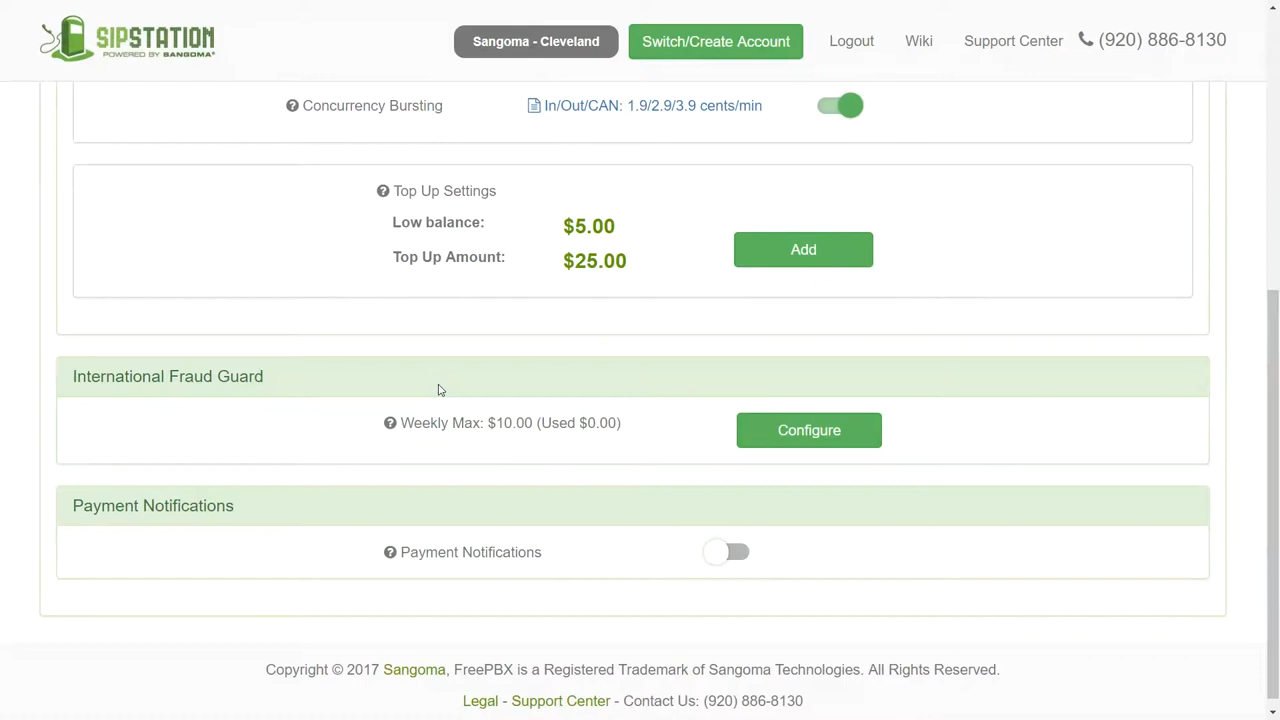 SIPSTATION
POWERED BY SANGOMA®
Sangoma - Cleveland
Switch/Create Account
Logout
Wiki
Support Center
(920) 886-8130
Concurrency Bursting
In/Out/CAN: 1.9/2.9/3.9 cents/min
Top Up Settings
Low balance:
$5.00
Top Up Amount:
$25.00
Add
International Fraud Guard
Weekly Max: $10.00 (Used $0.00)
Configure
Payment Notifications
Payment Notifications
Copyright © 2017 Sangoma, FreePBX is a Registered Trademark of Sangoma Technologies. All Rights Reserved.
Legal - Support Center - Contact Us: (920) 886-8130